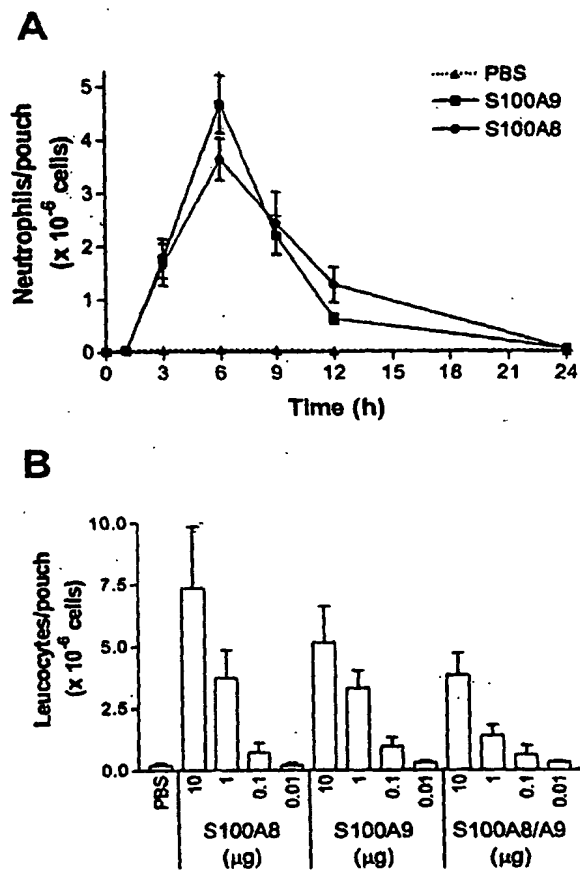 A
PBS
S100A9
S100A8
Neutrophils/pouch
(x 10⁻⁶ cells)
5
4
3
2
1
0
0 3 6 9 12 15 18 21 24
Time (h)
B
Leucocytes/pouch
(x 10⁻⁶ cells)
10.0
7.5
5.0
2.5
0.0
PBS 10 1 0.1 0.01 10 1 0.1 0.01 10 1 0.1 0.01
S100A8 S100A9 S100A8/A9
(µg) (µg) (µg)